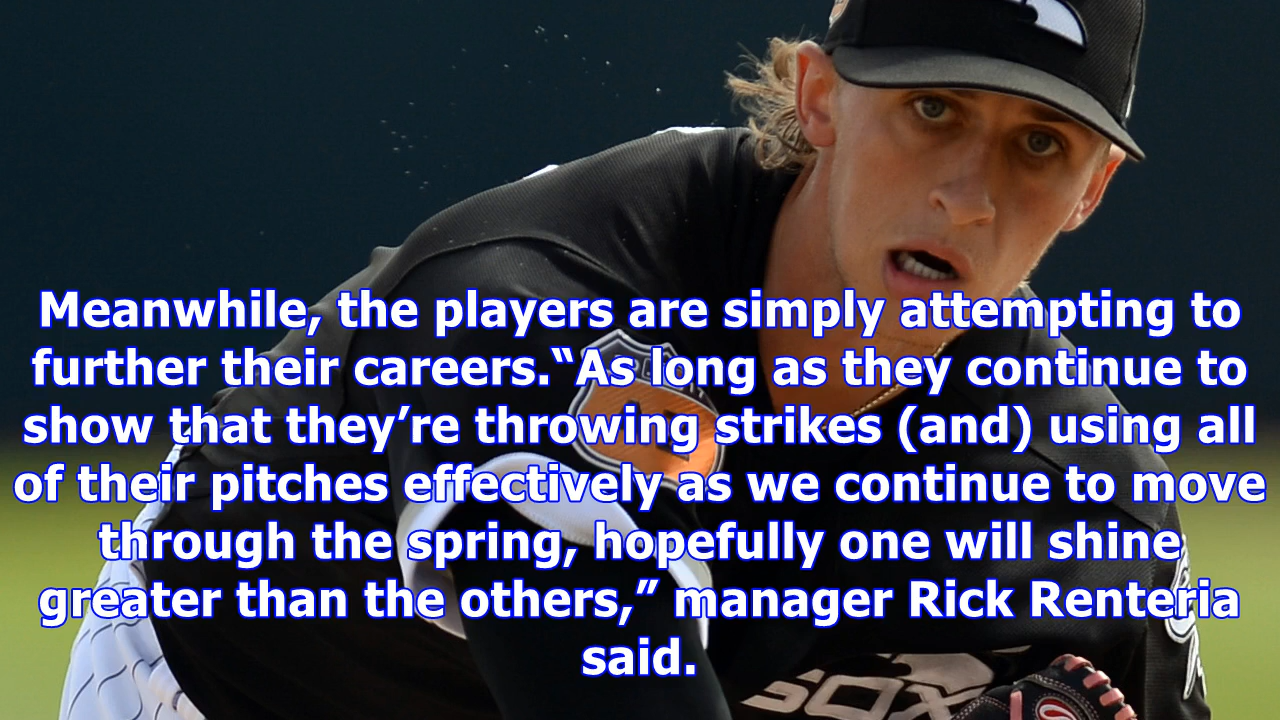 Meanwhile, the players are simply attempting to
further their careers.“As long as they continue to
show that they’re throwing strikes (and) using all
of their pitches effectively as we continue to move
through the spring, hopefully one will shine
greater than the others,” manager Rick Renteria
said.
SOX